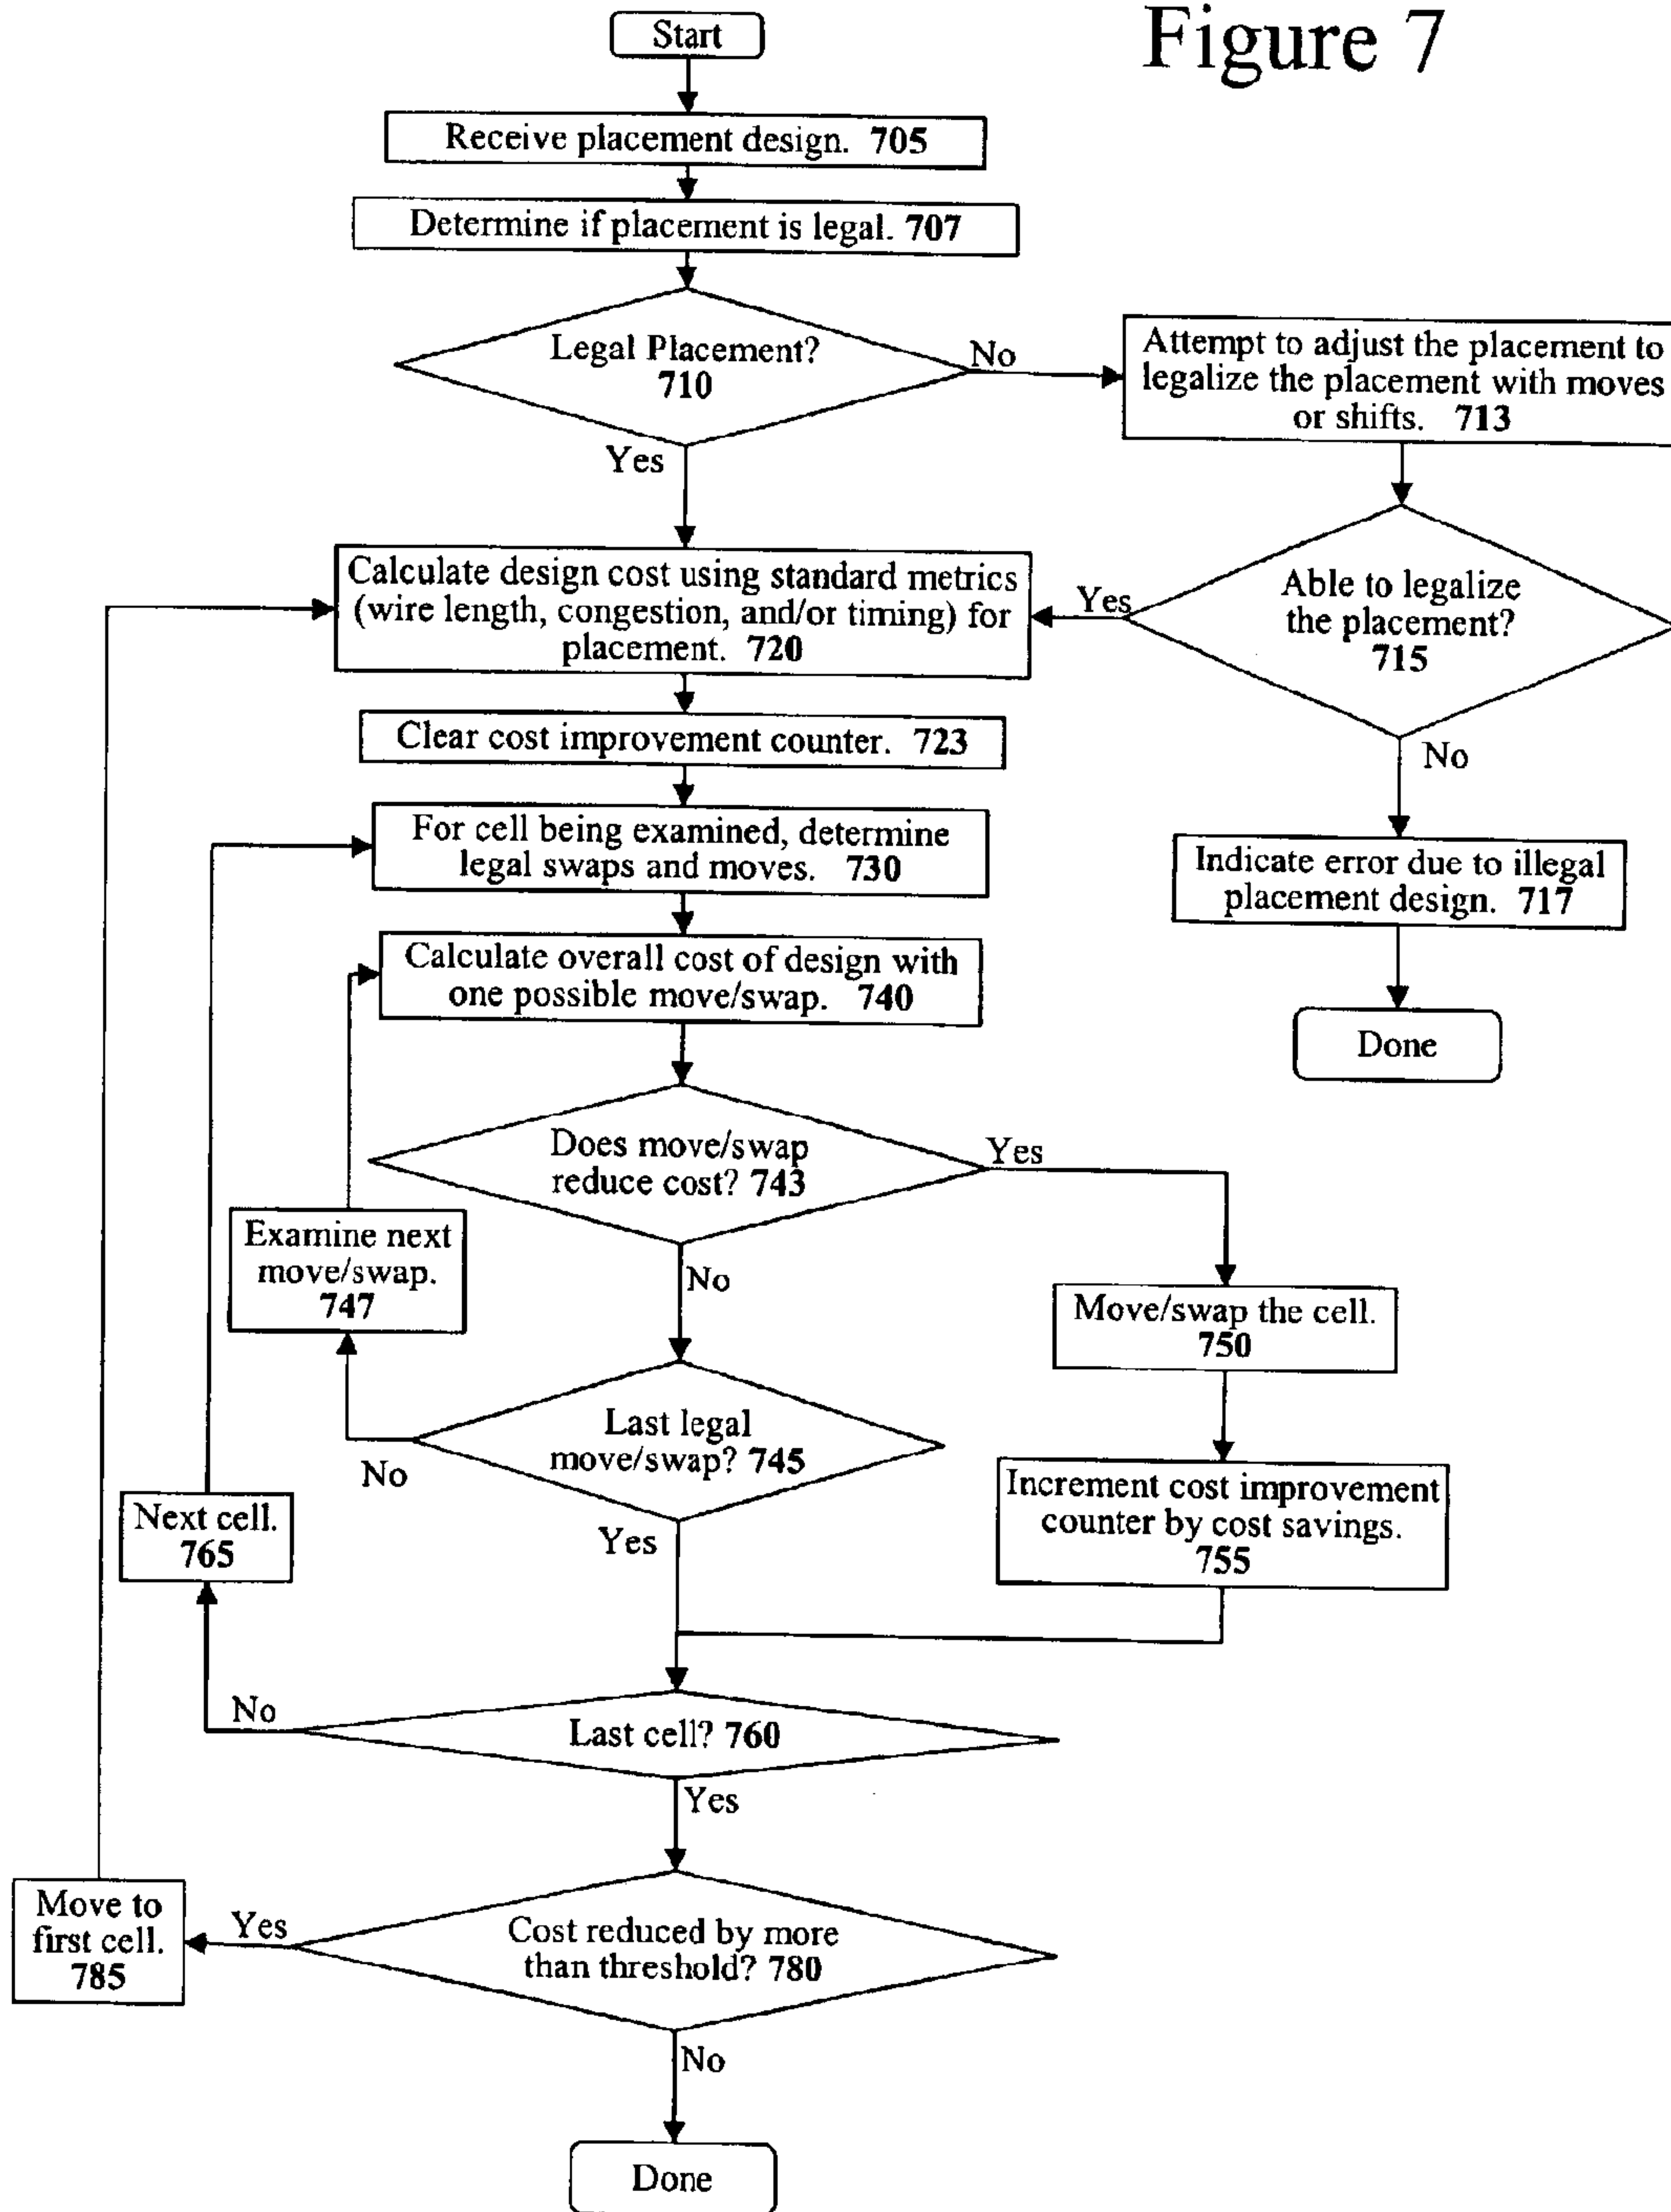 Figure 7
Start
Receive placement design. 705
Determine if placement is legal. 707
Legal Placement?
710
No
Yes
Attempt to adjust the placement to
legalize the placement with moves
or shifts. 713
Able to legalize
the placement?
715
Yes
No
Indicate error due to illegal
placement design. 717
Done
Calculate design cost using standard metrics
(wire length, congestion, and/or timing) for
placement. 720
Clear cost improvement counter. 723
For cell being examined, determine
legal swaps and moves. 730
Calculate overall cost of design with
one possible move/swap. 740
Does move/swap
reduce cost? 743
Yes
No
Examine next
move/swap.
747
Move/swap the cell.
750
Last legal
move/swap? 745
No
Yes
Increment cost improvement
counter by cost savings.
755
Next cell.
765
Last cell? 760
No
Yes
Cost reduced by more
than threshold? 780
Yes
No
Move to
first cell.
785
Done